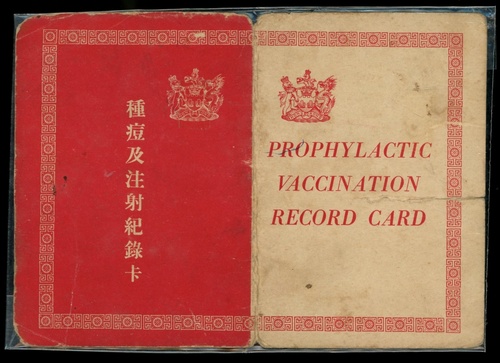 種痘及注射紀錄卡
PROPHYLACTIC
VACCINATION
RECORD CARD